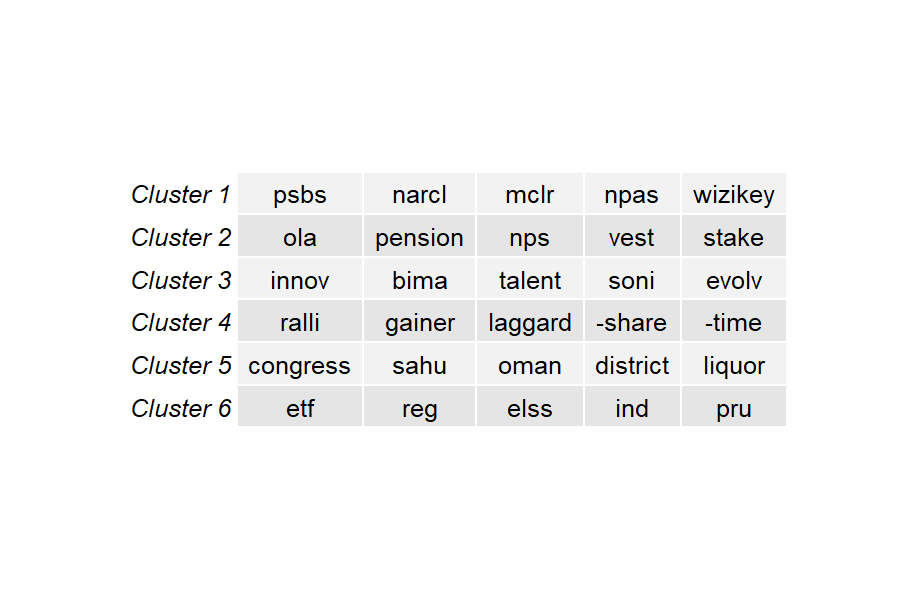 Cluster 1 psbs narcl mclr npas wizikey
Cluster 2 ola pension nps vest stake
Cluster 3 innov bima talent soni evolv
Cluster 4 ralli gainer laggard -share -time
Cluster 5 congress sahu oman district liquor
Cluster 6 etf reg elss ind pru